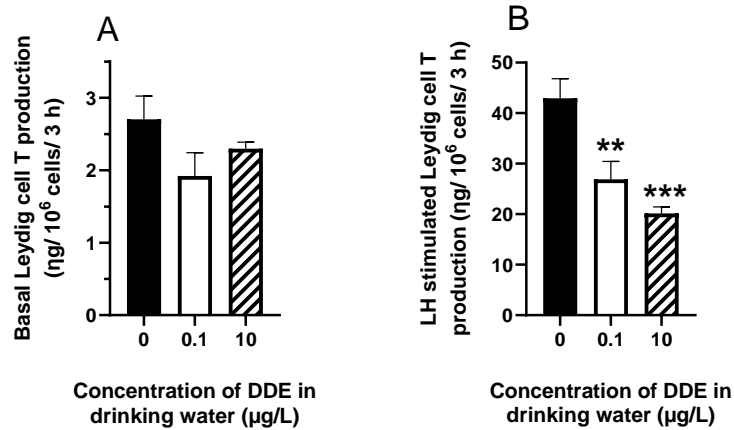 A
Basal Leydig cell T production
(ηg/ 10⁶ cells/ 3 h)
3
2
1
0
0 0.1 10
Concentration of DDE in
drinking water (µg/L)
B
LH stimulated Leydig cell T
production (ηg/ 10⁶ cells/ 3 h)
50
40
30
20
10
0
**
***
0 0.1 10
Concentration of DDE in
drinking water (µg/L)